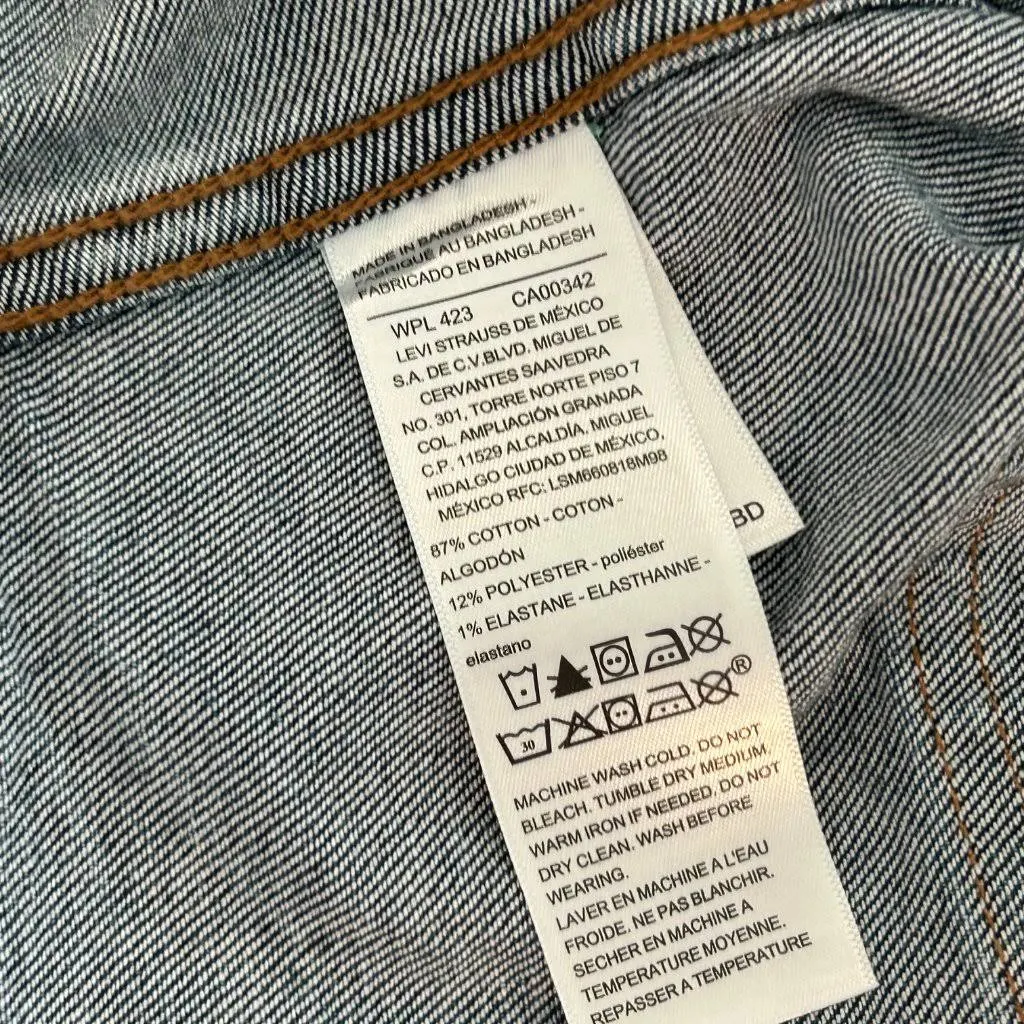 MADE IN BANGLADESH -
FABRIQUE AU BANGLADESH -
FABRICADO EN BANGLADESH
WPL 423 CA00342
LEVI STRAUSS DE MÉXICO
S.A. DE C.V.BLVD. MIGUEL DE
CERVANTES SAAVEDRA
NO. 301, TORRE NORTE PISO 7
COL. AMPLIACIÓN GRANADA
C.P. 11529 ALCALDÍA. MIGUEL
HIDALGO CIUDAD DE MÉXICO,
MÉXICO RFC: LSM660818M98
87% COTTON - COTON -
ALGODÓN
12% POLYESTER - poliéster
1% ELASTANE - ELASTHANNE -
elastano
®
30
MACHINE WASH COLD. DO NOT
BLEACH. TUMBLE DRY MEDIUM.
WARM IRON IF NEEDED. DO NOT
DRY CLEAN. WASH BEFORE
WEARING.
LAVER EN MACHINE A L'EAU
FROIDE. NE PAS BLANCHIR.
SECHER EN MACHINE A
TEMPERATURE MOYENNE.
REPASSER A TEMPERATURE
BD